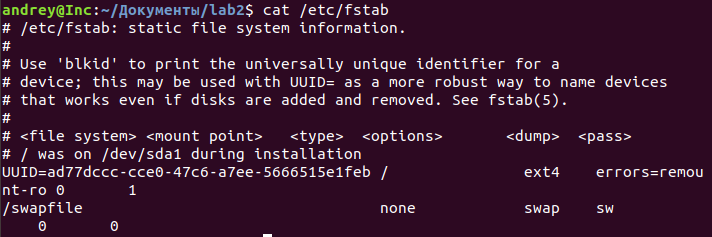 andrey@Inc:~/Документы/lab2$ cat /etc/fstab
# /etc/fstab: static file system information.
#
# Use 'blkid' to print the universally unique identifier for a
# device; this may be used with UUID= as a more robust way to name devices
# that works even if disks are added and removed. See fstab(5).
#
# <file system> <mount point>   <type>  <options>       <dump>  <pass>
# / was on /dev/sda1 during installation
UUID=ad77dccc-cce0-47c6-a7ee-5666515e1feb /               ext4    errors=remou
nt-ro 0       1
/swapfile                                 none            swap    sw
    0       0